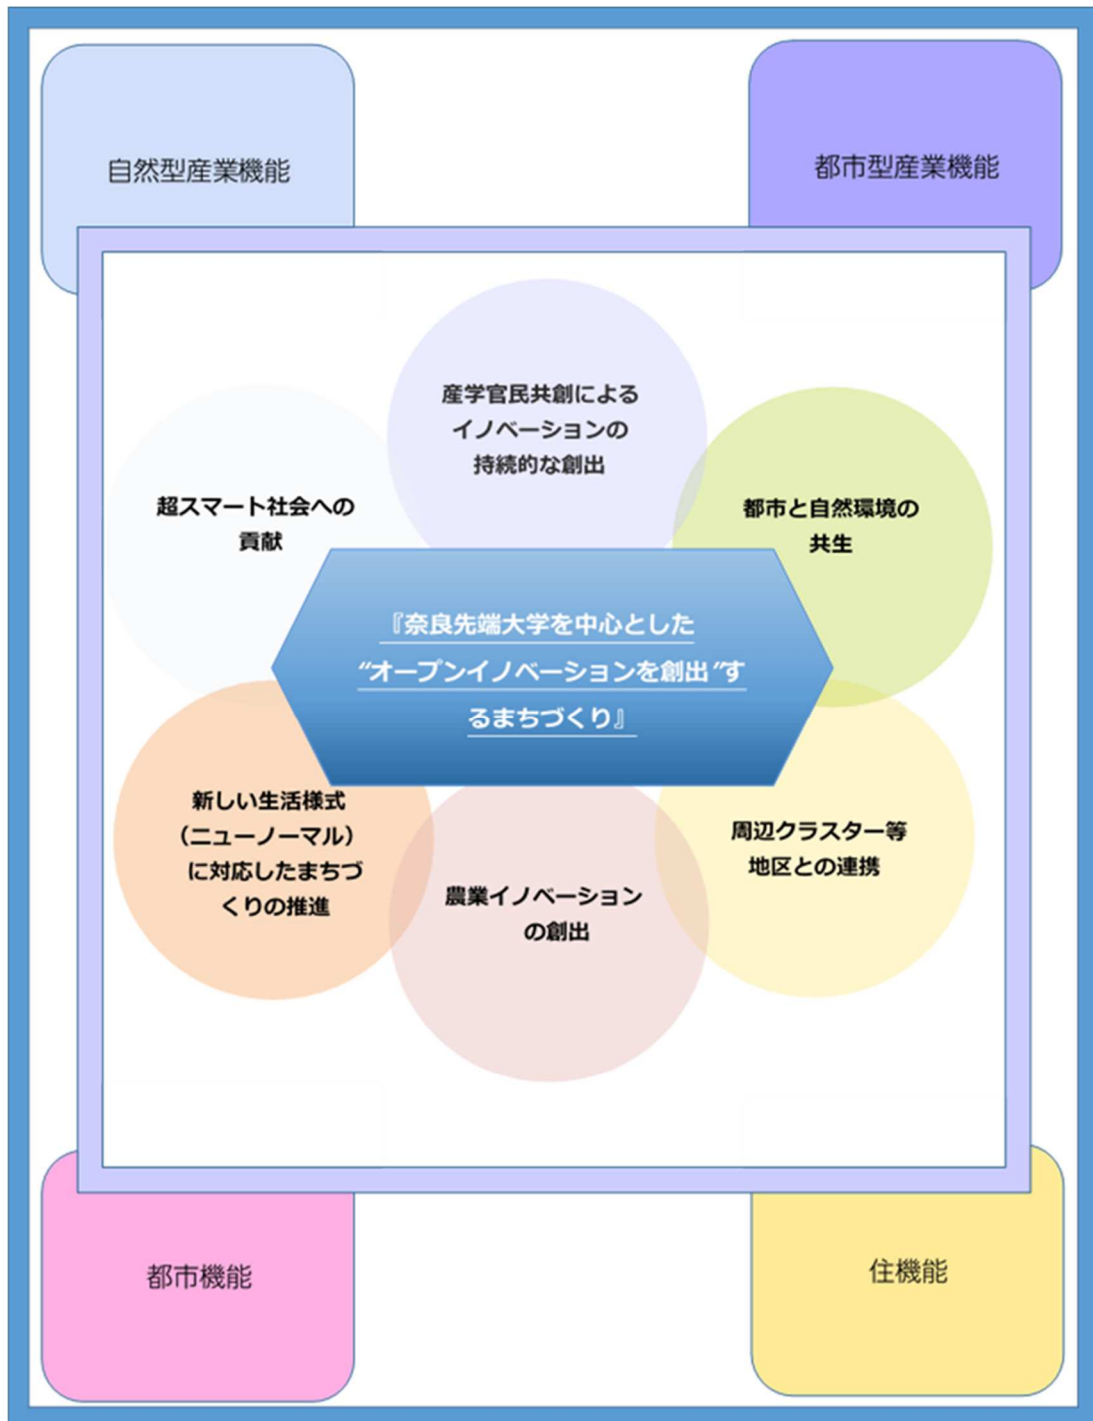 自然型産業機能
都市型産業機能
産学官民共創による
イノベーションの
持続的な創出
超スマート社会への
貢献
都市と自然環境の
共生
『奈良先端大学を中心とした
“オープンイノベーションを創出”す
るまちづくり』
新しい生活様式
（ニューノーマル）
に対応したまちづ
くりの推進
農業イノベーション
の創出
周辺クラスター等
地区との連携
都市機能
住機能